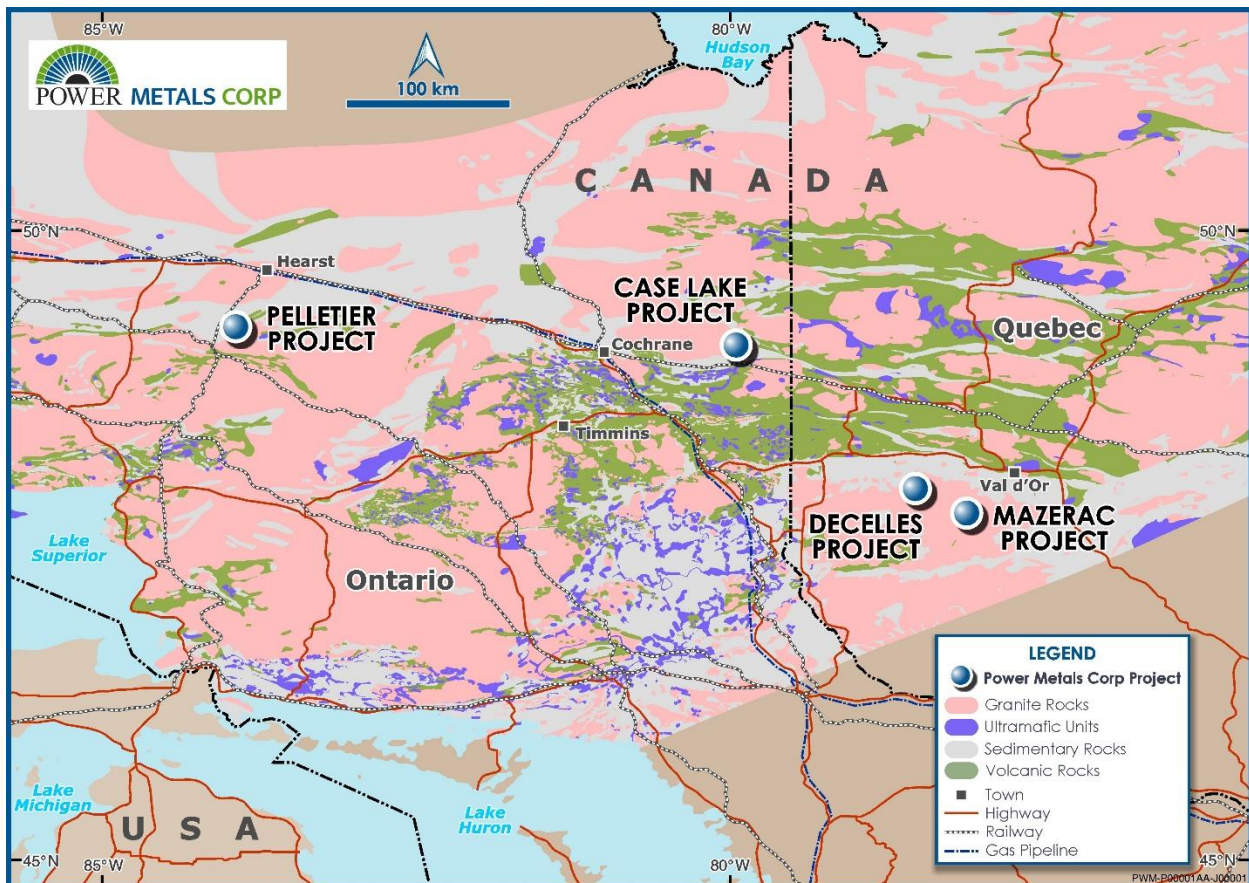 85°W
80°W
Hudson
Bay
POWER METALS CORP
100 km
CANADA
50°N
50°N
Hearst
PELLETIER
PROJECT
CASE LAKE
PROJECT
Cochrane
Quebec
Timmins
Val d'Or
DECELLES
PROJECT
MAZERAC
PROJECT
Lake
Superior
Ontario
LEGEND
Power Metals Corp Project
Granite Rocks
Ultramafic Units
Sedimentary Rocks
Volcanic Rocks
Town
Highway
Railway
Gas Pipeline
Lake
Michigan
Lake
Huron
USA
45°N
85°W
80°W
45°N
PWM-P00001AA-J00001